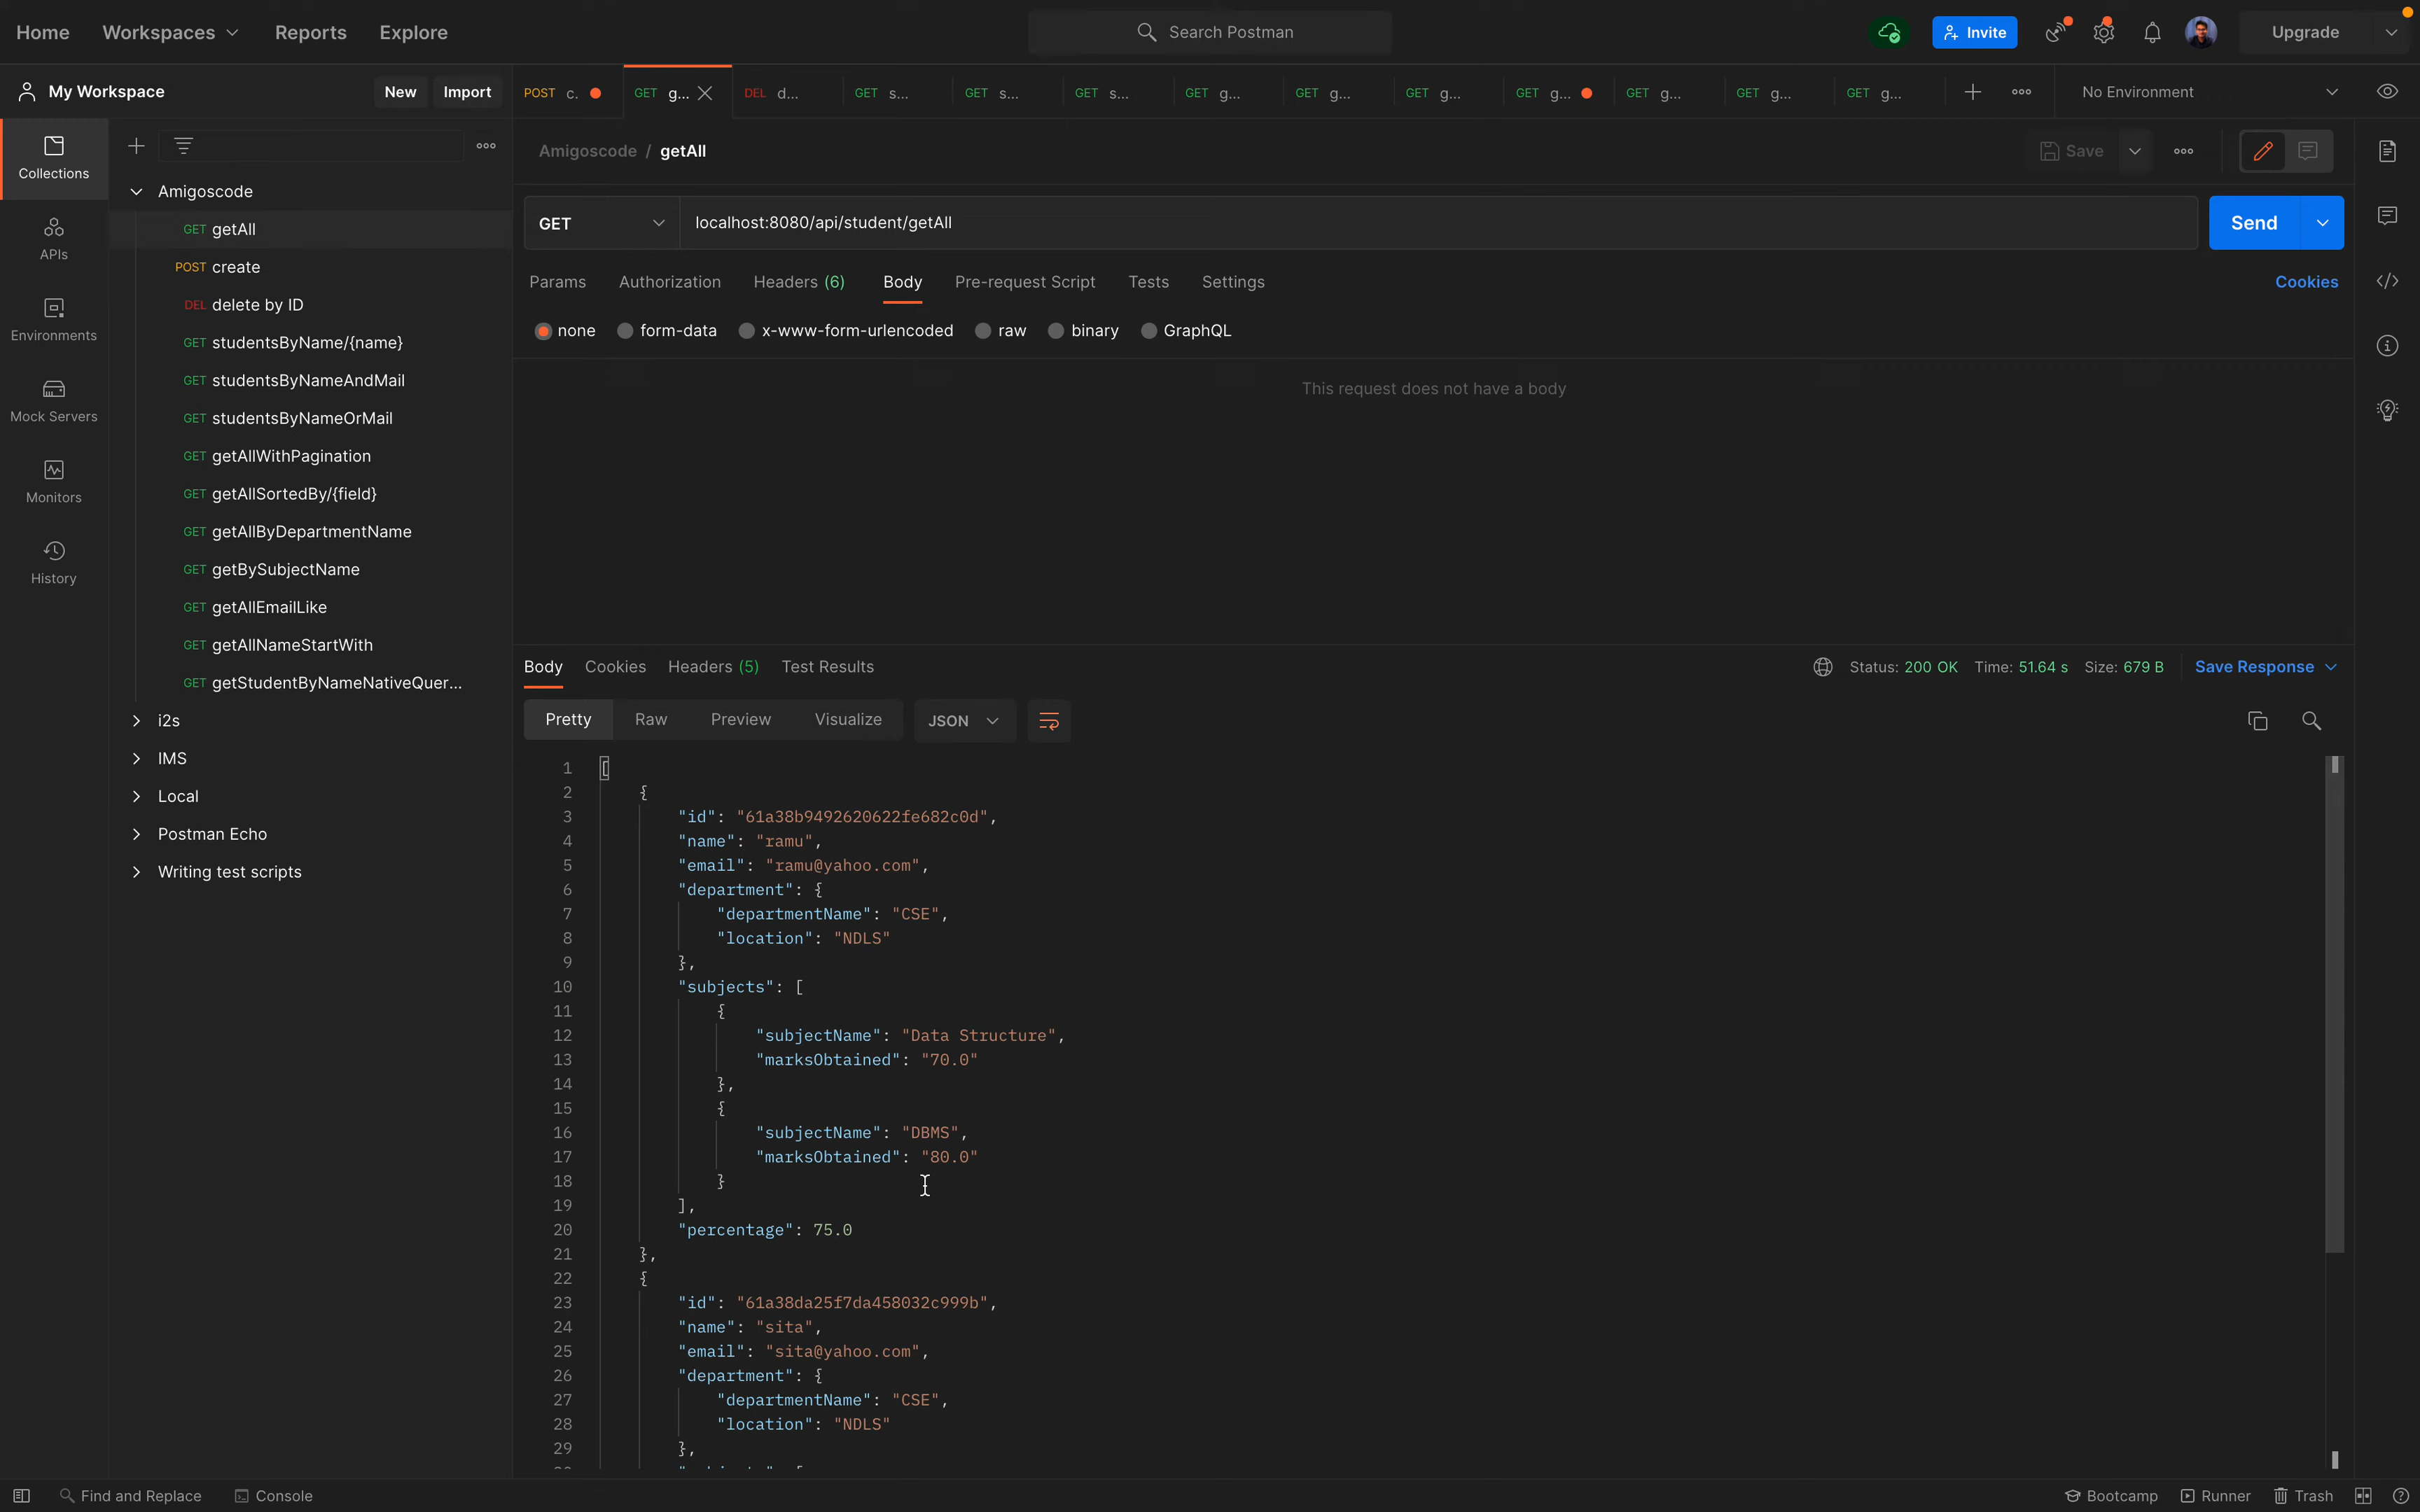 Home Workspaces Reports Explore Search Postman Invite Upgrade
My Workspace New Import POST c. GET g... DEL d... GET s... GET s... GET s... GET g... GET g... GET g... GET g... GET g... GET g... GET g... No Environment
Collections
APIs
Environments
Mock Servers
Monitors
History
Amigoscode
GET getAll
POST create
DEL delete by ID
GET studentsByName/{name}
GET studentsByNameAndMail
GET studentsByNameOrMail
GET getAllWithPagination
GET getAllSortedBy/{field}
GET getAllByDepartmentName
GET getBySubjectName
GET getAllEmailLike
GET getAllNameStartWith
GET getStudentByNameNativeQuer...
i2s
IMS
Local
Postman Echo
Writing test scripts
Amigoscode / getAll Save
GET localhost:8080/api/student/getAll Send
Params Authorization Headers (6) Body Pre-request Script Tests Settings Cookies
none form-data x-www-form-urlencoded raw binary GraphQL
This request does not have a body
Body Cookies Headers (5) Test Results Status: 200 OK Time: 51.64 s Size: 679 B Save Response
Pretty Raw Preview Visualize JSON
1 [
2 {
3 "id": "61a38b9492620622fe682c0d",
4 "name": "ramu",
5 "email": "ramu@yahoo.com",
6 "department": {
7 "departmentName": "CSE",
8 "location": "NDLS"
9 },
10 "subjects": [
11 {
12 "subjectName": "Data Structure",
13 "marksObtained": "70.0"
14 },
15 {
16 "subjectName": "DBMS",
17 "marksObtained": "80.0"
18 }
19 ],
20 "percentage": 75.0
21 },
22 {
23 "id": "61a38da25f7da458032c999b",
24 "name": "sita",
25 "email": "sita@yahoo.com",
26 "department": {
27 "departmentName": "CSE",
28 "location": "NDLS"
29 },
Find and Replace Console Bootcamp Runner Trash